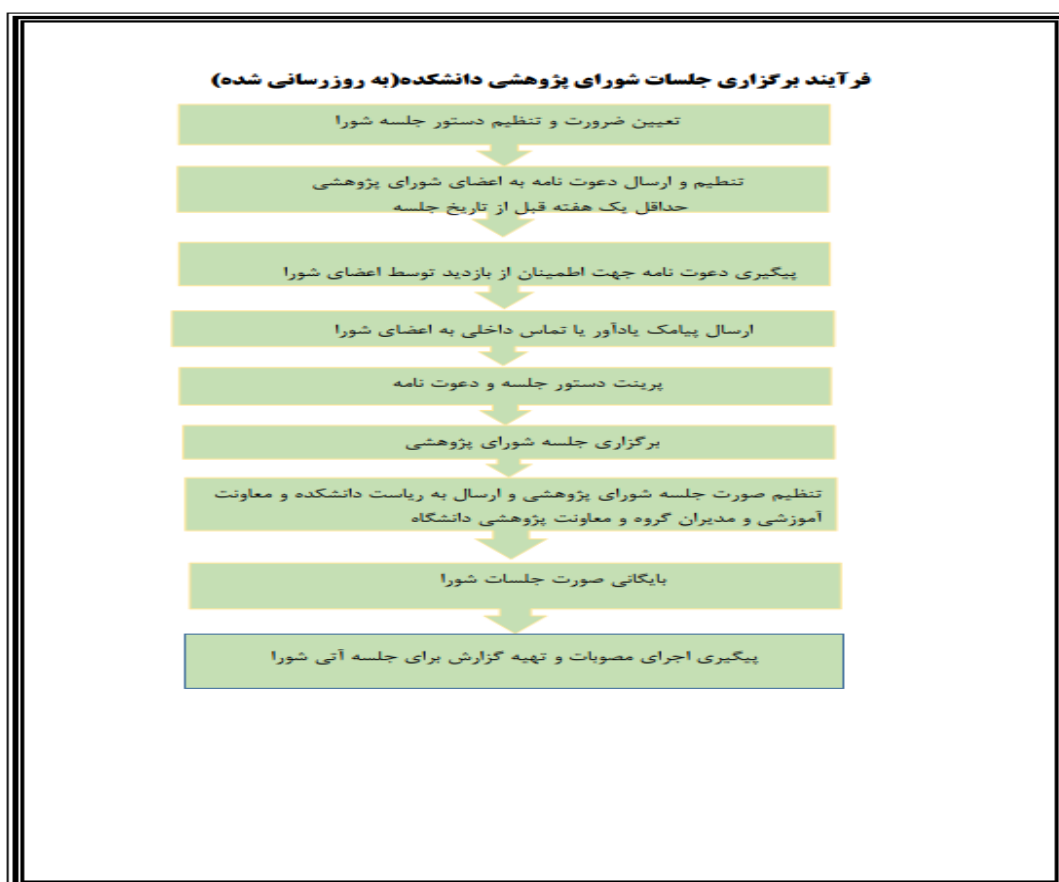 فرآیند برگزاری جلسات شورای پژوهشی دانشکده(به روزرسانی شده)
تعیین ضرورت و تنظیم دستور جلسه شورا
تنطیم و ارسال دعوت نامه به اعضای شورای پژوهشی
حداقل یک هفته قبل از تاریخ جلسه
پیگیری دعوت نامه جهت اطمینان از بازدید توسط اعضای شورا
ارسال پیامک یادآور یا تماس داخلی به اعضای شورا
پرینت دستور جلسه و دعوت نامه
برگزاری جلسه شورای پژوهشی
تنظیم صورت جلسه شورای پژوهشی و ارسال به ریاست دانشکده و معاونت
آموزشی و مدیران گروه و معاونت پژوهشی دانشگاه
بایگانی صورت جلسات شورا
پیگیری اجرای مصوبات و تهیه گزارش برای جلسه آتی شورا